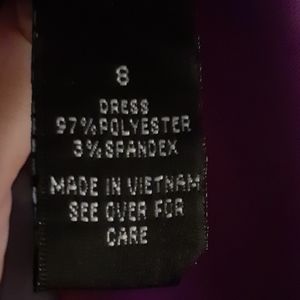 8
DRESS
97%POLYESTER
3%SPANDEX
MADE IN VIETNAM
SEE OVER FOR
CARE